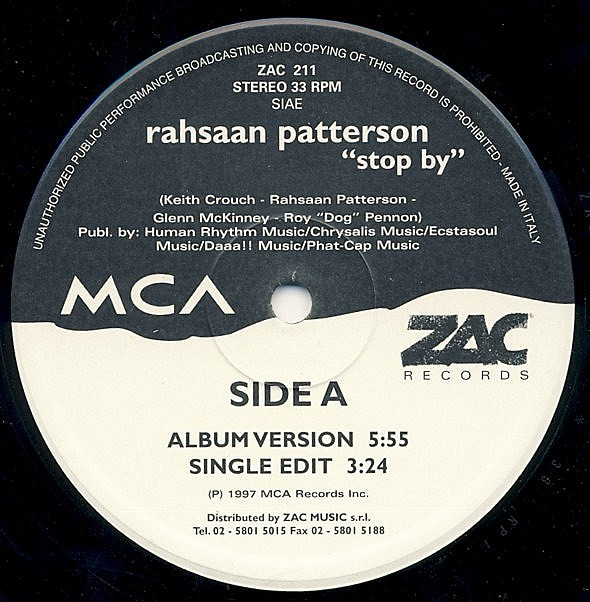 UNAUTHORIZED PUBLIC PERFORMANCE BROADCASTING AND COPYING OF THIS RECORD IS PROHIBITED - MADE IN ITALY
ZAC 211
STEREO 33 RPM
SIAE
rahsaan patterson
“stop by”
(Keith Crouch - Rahsaan Patterson -
Glenn McKinney - Roy “Dog” Pennon)
Publ. by: Human Rhythm Music/Chrysalis Music/Ecstasoul
Music/Daaa!! Music/Phat-Cap Music
MCA
ZAC
RECORDS
SIDE A
ALBUM VERSION 5:55
SINGLE EDIT 3:24
(P) 1997 MCA Records Inc.
Distributed by ZAC MUSIC s.r.l.
Tel. 02 - 5801 5015 Fax 02 - 5801 5188